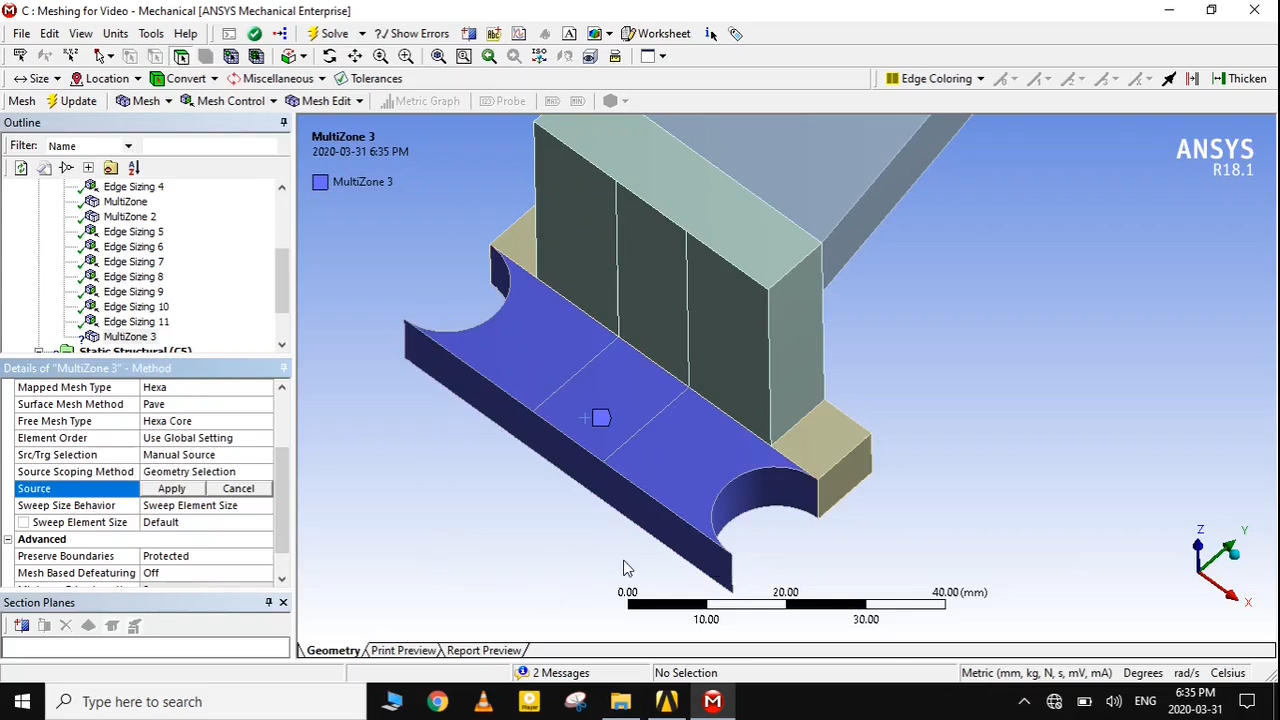 C : Meshing for Video - Mechanical [ANSYS Mechanical Enterprise]
File Edit View Units Tools Help Solve ?/ Show Errors Worksheet
Size Location Convert Miscellaneous Tolerances Edge Coloring Thicken
Mesh Update Mesh Mesh Control Mesh Edit Metric Graph Probe MAX MIN
Outline
Filter: Name
Edge Sizing 4
MultiZone
MultiZone 2
Edge Sizing 5
Edge Sizing 6
Edge Sizing 7
Edge Sizing 8
Edge Sizing 9
Edge Sizing 10
Edge Sizing 11
MultiZone 3
Static Structural (C5)
Details of "MultiZone 3" - Method
Mapped Mesh Type Hexa
Surface Mesh Method Pave
Free Mesh Type Hexa Core
Element Order Use Global Setting
Src/Trg Selection Manual Source
Source Scoping Method Geometry Selection
Source Apply Cancel
Sweep Size Behavior Sweep Element Size
Sweep Element Size Default
Advanced
Preserve Boundaries Protected
Mesh Based Defeaturing Off
Section Planes
MultiZone 3
2020-03-31 6:35 PM
MultiZone 3
ANSYS
R18.1
Z
Y
X
0.00 20.00 40.00 (mm)
10.00 30.00
Geometry Print Preview Report Preview
2 Messages No Selection Metric (mm, kg, N, s, mV, mA) Degrees rad/s Celsius
Type here to search
Player
ENG
6:35 PM
2020-03-31